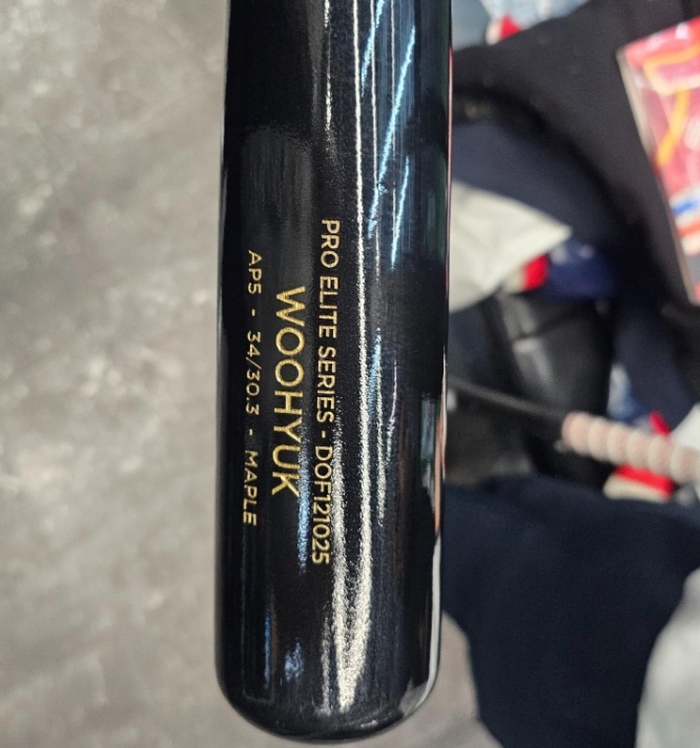 PRO ELITE SERIES - DOF121025
WOOHYUK
AP5 - 34/30.3 - MAPLE